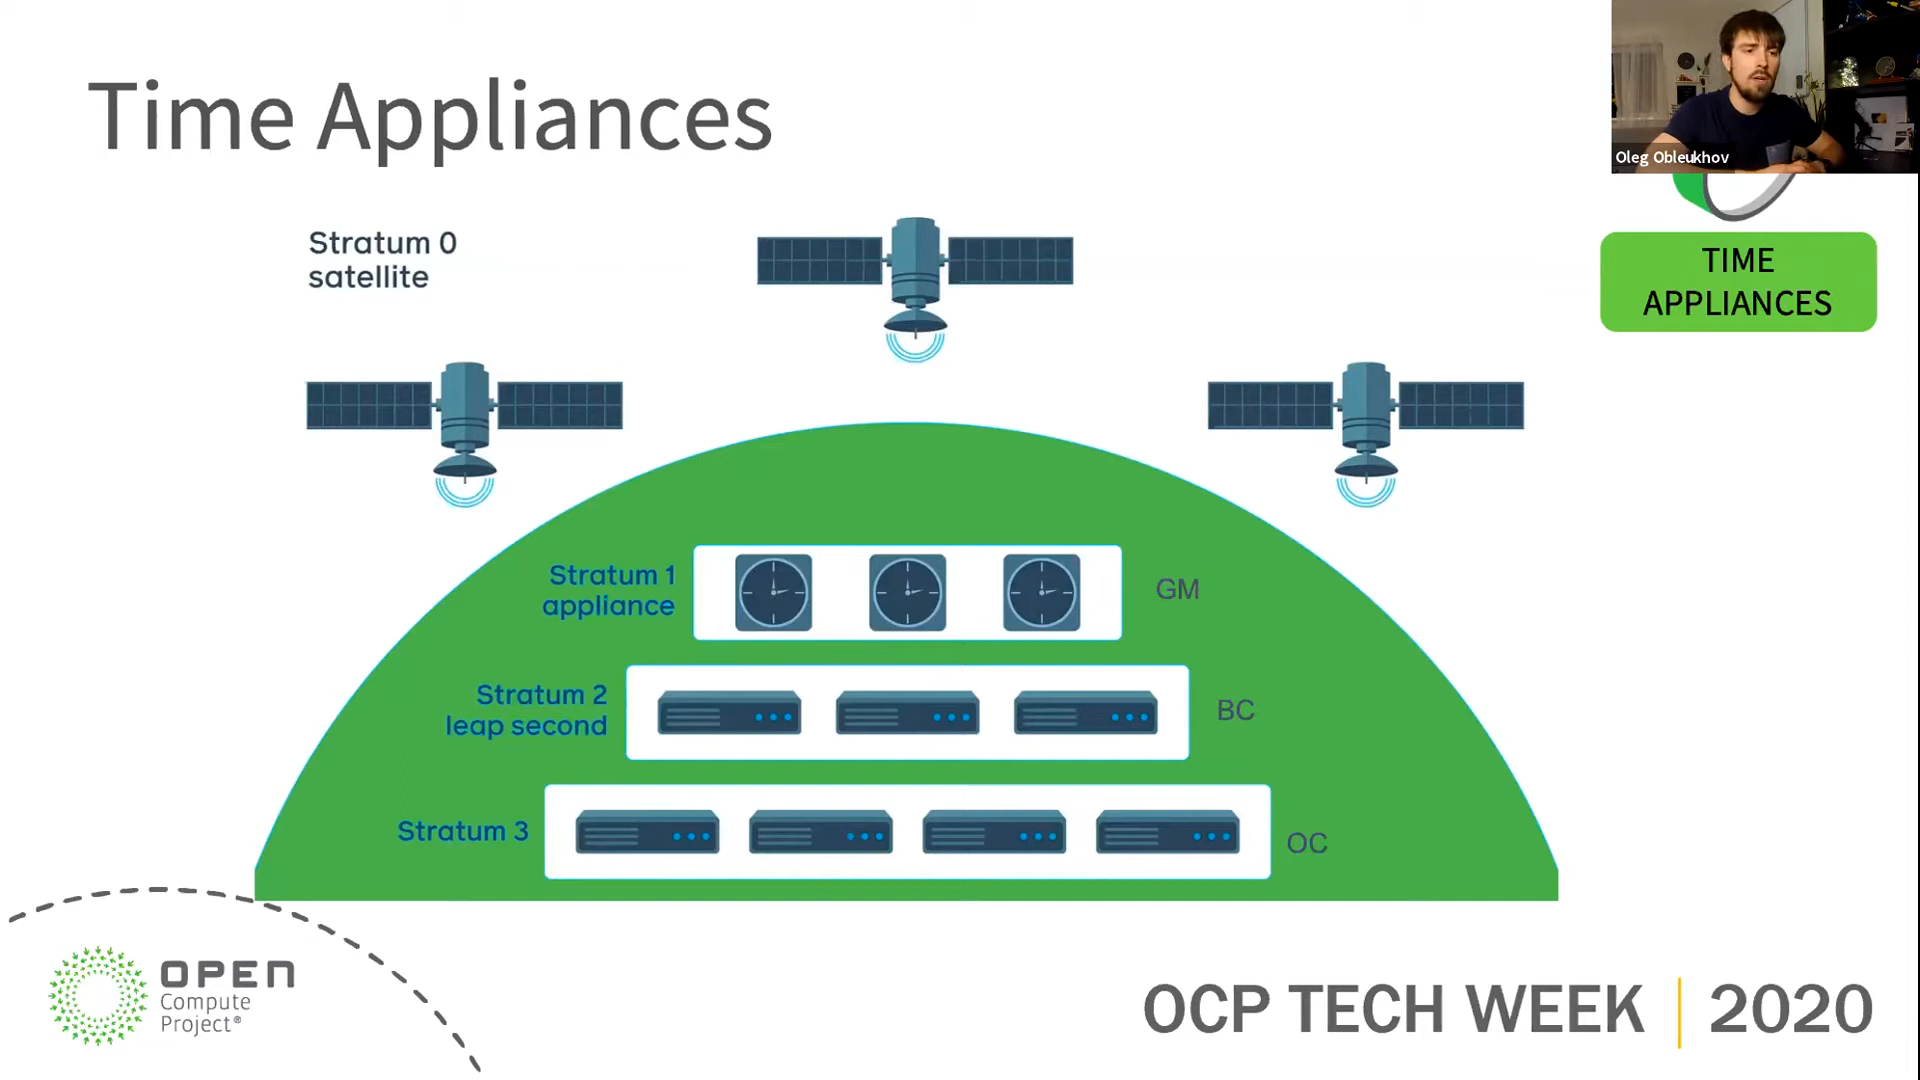 Time Appliances
Oleg Obleukhov
TIME
APPLIANCES
Stratum 0
satellite
Stratum 1
appliance
GM
Stratum 2
leap second
BC
Stratum 3
OC
OPEN
Compute
Project®
OCP TECH WEEK | 2020